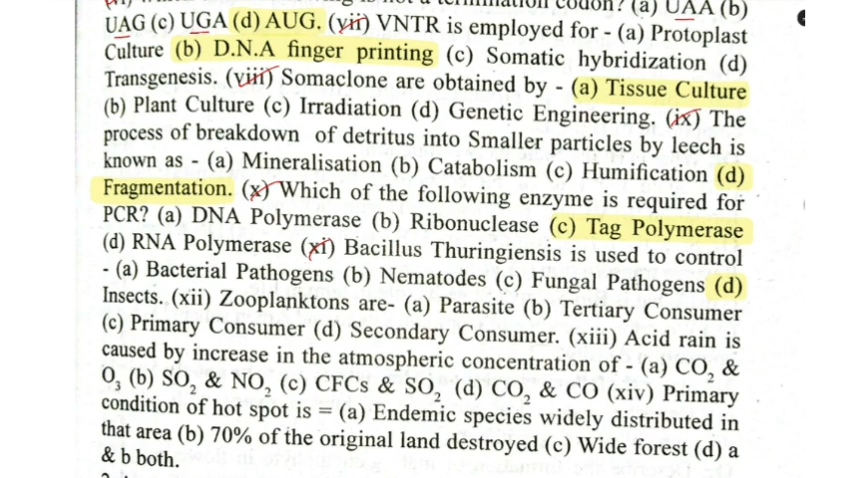 is not a termination codon? (a) UAA (b)
UAG (c) UGA (d) AUG. (vii) VNTR is employed for - (a) Protoplast
Culture (b) D.N.A finger printing (c) Somatic hybridization (d)
Transgenesis. (viii) Somaclone are obtained by - (a) Tissue Culture
(b) Plant Culture (c) Irradiation (d) Genetic Engineering. (ix) The
process of breakdown of detritus into Smaller particles by leech is
known as - (a) Mineralisation (b) Catabolism (c) Humification (d)
Fragmentation. (x) Which of the following enzyme is required for
PCR? (a) DNA Polymerase (b) Ribonuclease (c) Tag Polymerase
(d) RNA Polymerase (xi) Bacillus Thuringiensis is used to control
- (a) Bacterial Pathogens (b) Nematodes (c) Fungal Pathogens (d)
Insects. (xii) Zooplanktons are- (a) Parasite (b) Tertiary Consumer
(c) Primary Consumer (d) Secondary Consumer. (xiii) Acid rain is
caused by increase in the atmospheric concentration of - (a) CO₂ &
O₃ (b) SO₂ & NO₂ (c) CFCs & SO₂ (d) CO₂ & CO (xiv) Primary
condition of hot spot is = (a) Endemic species widely distributed in
that area (b) 70% of the original land destroyed (c) Wide forest (d) a
& b both.